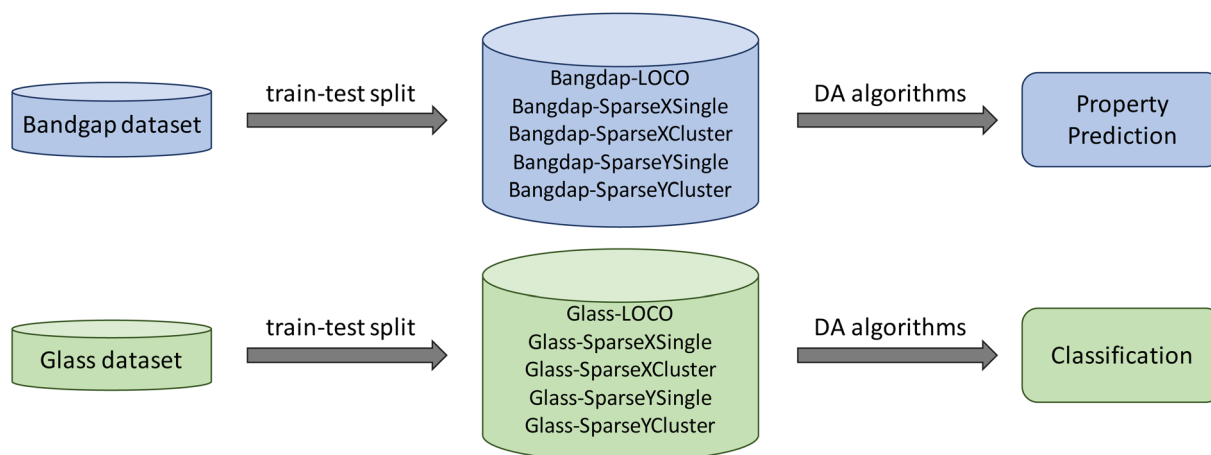 Bandgap dataset
train-test split
Bangdap-LOCO
Bangdap-SparseXSingle
Bangdap-SparseXCluster
Bangdap-SparseYSingle
Bangdap-SparseYCluster
DA algorithms
Property
Prediction
Glass dataset
train-test split
Glass-LOCO
Glass-SparseXSingle
Glass-SparseXCluster
Glass-SparseYSingle
Glass-SparseYCluster
DA algorithms
Classification